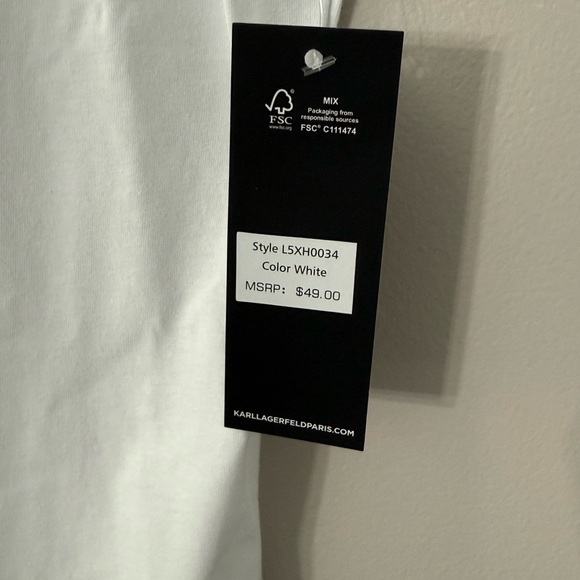 MIX
Packaging from
responsible sources
FSC® C111474
FSC
www.fsc.org
Style L5XH0034
Color White
MSRP: $49.00
KARLLAGERFELDPARIS.COM